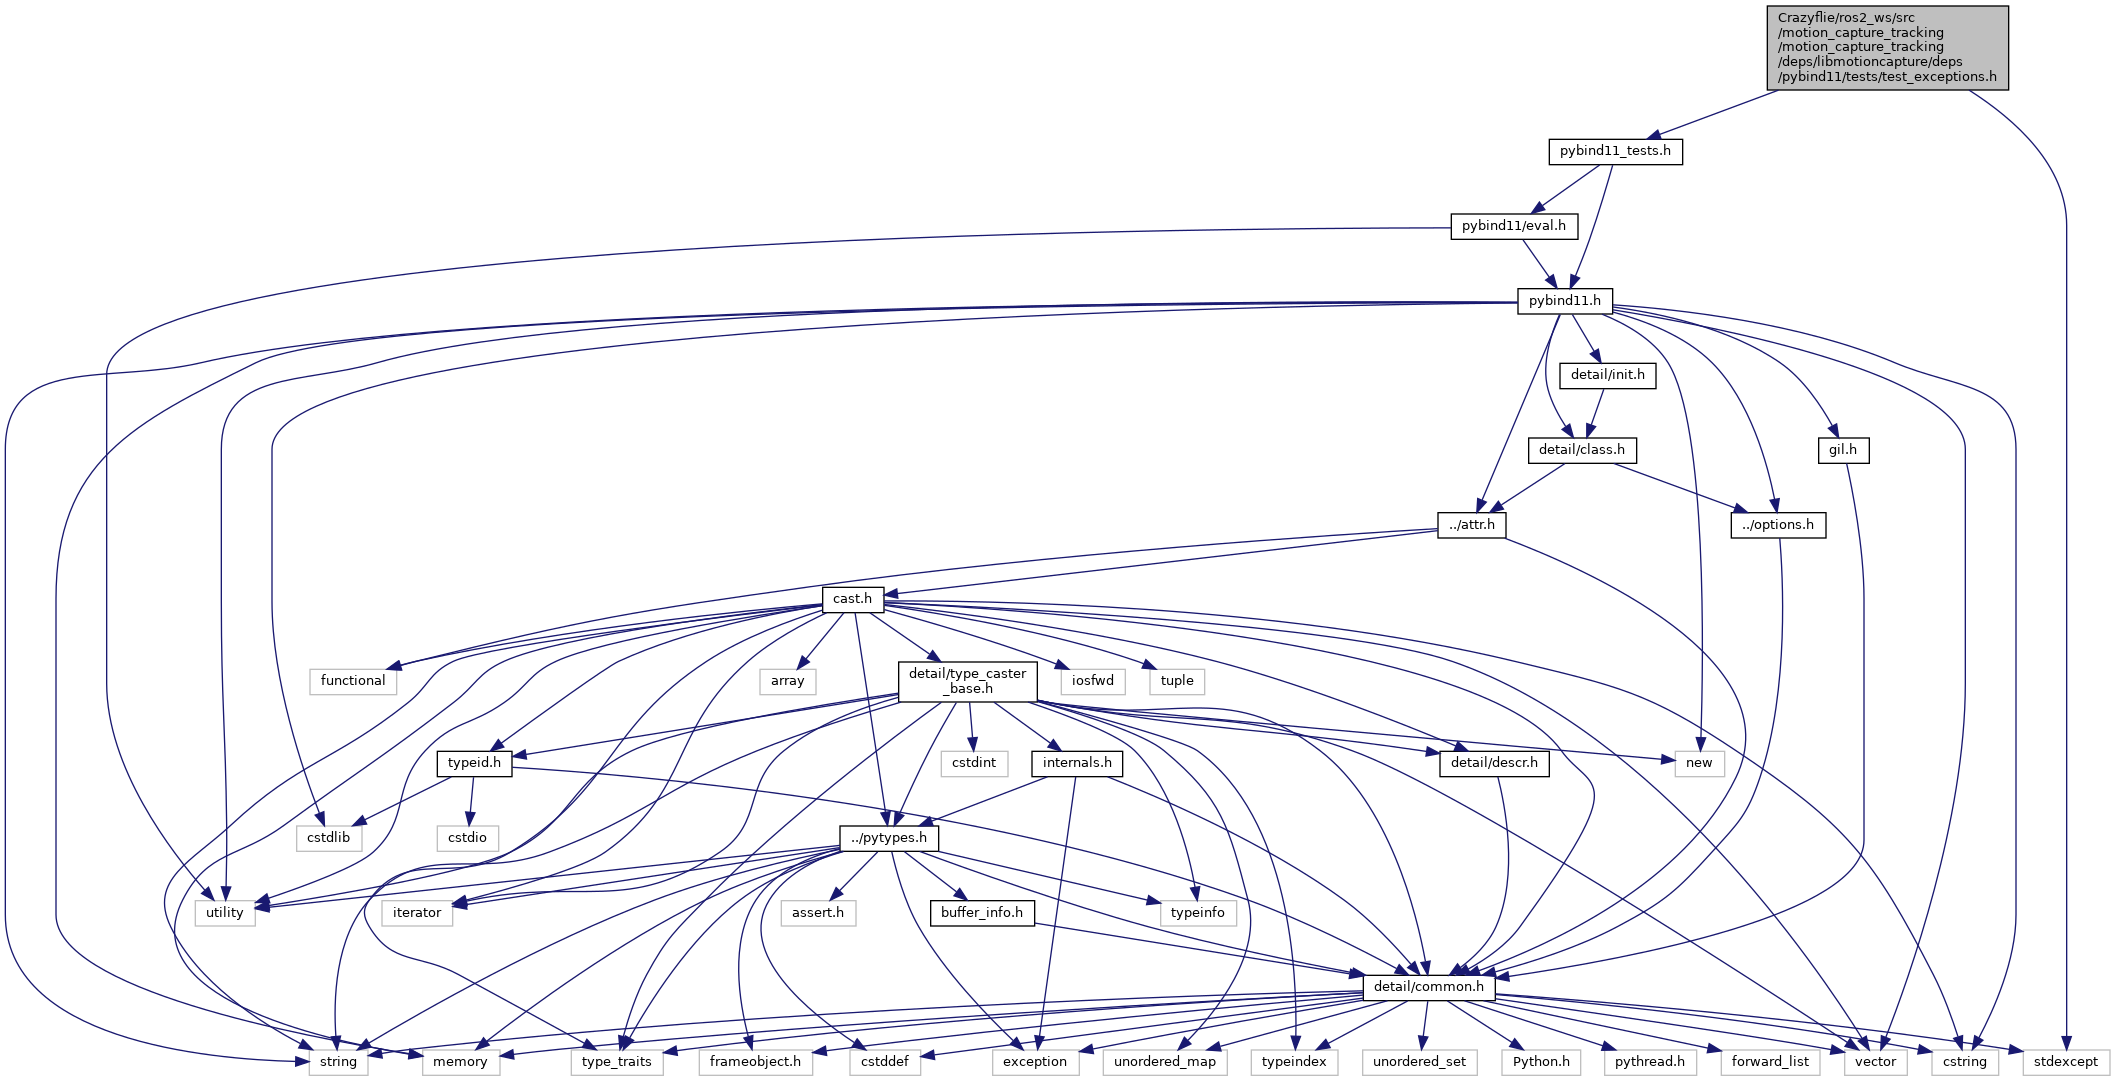 Crazyflie/ros2_ws/src
/motion_capture_tracking
/motion_capture_tracking
/deps/libmotioncapture/deps
/pybind11/tests/test_exceptions.h
pybind11_tests.h
pybind11/eval.h
pybind11.h
detail/init.h
detail/class.h
gil.h
../attr.h
../options.h
cast.h
functional
array
detail/type_caster
_base.h
iosfwd
tuple
typeid.h
cstdint
internals.h
detail/descr.h
new
cstdlib
cstdio
../pytypes.h
utility
iterator
assert.h
buffer_info.h
typeinfo
detail/common.h
string
memory
type_traits
frameobject.h
cstddef
exception
unordered_map
typeindex
unordered_set
Python.h
pythread.h
forward_list
vector
cstring
stdexcept